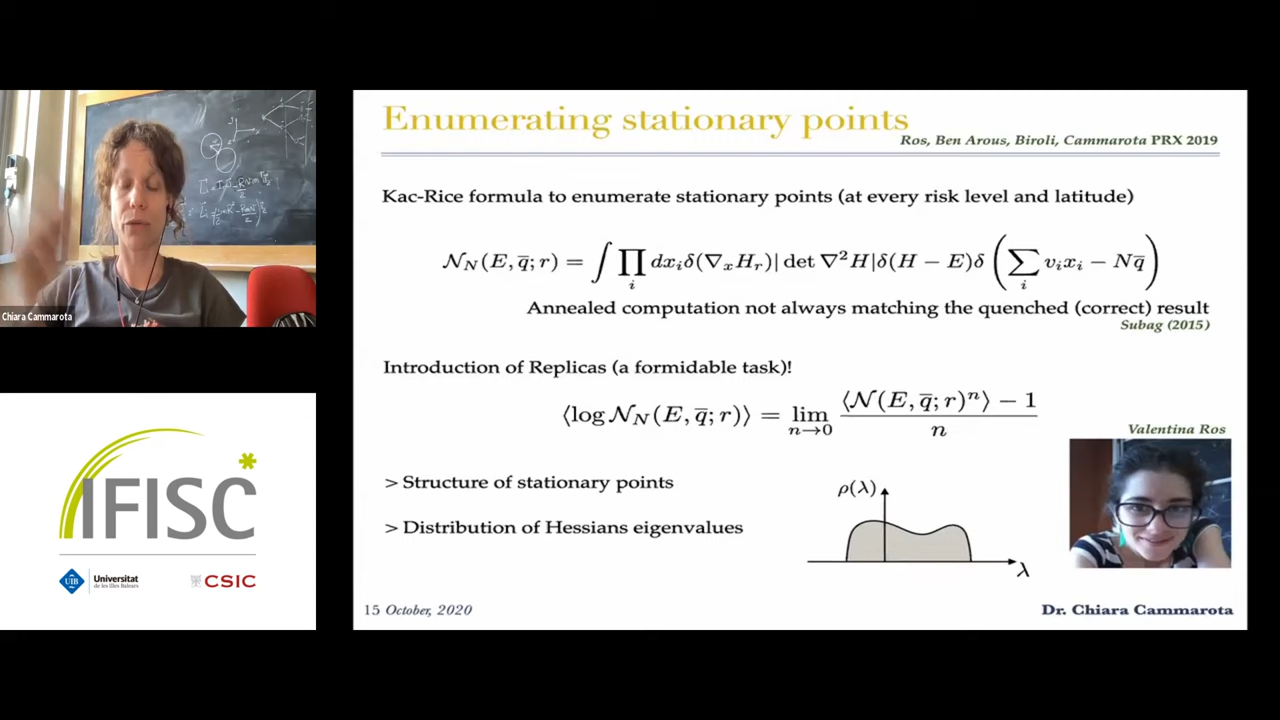 Chiara Cammarota
IFISC
UIB
Universitat
de les Illes Balears
CSIC
Enumerating stationary points
Ros, Ben Arous, Biroli, Cammarota PRX 2019
Kac-Rice formula to enumerate stationary points (at every risk level and latitude)
𝒩_N(E, q̅; r) = ∫ ∏_i dx_i δ(∇_x H_r)| det ∇²H|δ(H − E)δ (∑_i v_i x_i − Nq̅)
Annealed computation not always matching the quenched (correct) result
Subag (2015)
Introduction of Replicas (a formidable task)!
⟨log 𝒩_N(E, q̅; r)⟩ = lim_{n→0} (⟨𝒩(E, q̅; r)^n⟩ − 1) / n
Valentina Ros
> Structure of stationary points
ρ(λ)
> Distribution of Hessians eigenvalues
λ
15 October, 2020
Dr. Chiara Cammarota